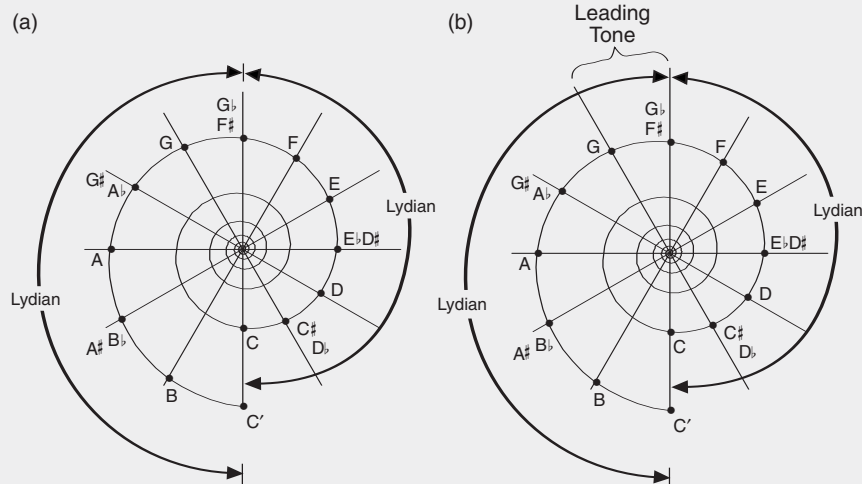 (a)
G♭
F♯
G
F
G♯
A♭
E
Lydian
A
E♭D♯
Lydian
D
A♯
B♭
C
C♯
D♭
B
C′
(b)
Leading
Tone
G♭
F♯
G
F
G♯
A♭
E
Lydian
A
E♭D♯
Lydian
D
A♯
B♭
C
C♯
D♭
B
C′